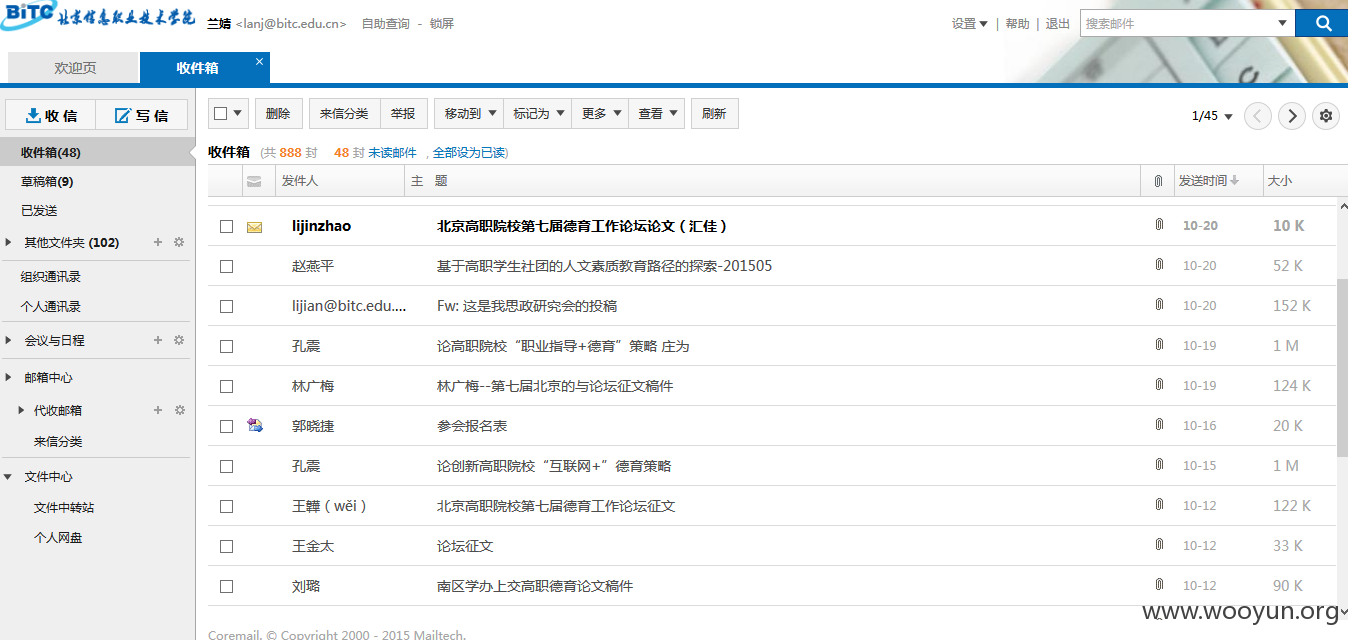 BiTC 北京信息职业技术学院 兰婧 <lanj@bitc.edu.cn> 自助查询 - 锁屏 设置 | 帮助 | 退出 搜索邮件
欢迎页 收件箱 ×
收信 写信 删除 来信分类 举报 移动到 标记为 更多 查看 刷新 1/45
收件箱(48) 收件箱 (共 888 封 48 封 未读邮件 , 全部设为已读)
发件人 主 题 发送时间 大小
草稿箱(9)
已发送
其他文件夹 (102)
组织通讯录
个人通讯录
会议与日程
邮箱中心
代收邮箱
来信分类
文件中心
文件中转站
个人网盘
lijinzhao 北京高职院校第七届德育工作论坛论文（汇佳） 10-20 10 K
赵燕平 基于高职学生社团的人文素质教育路径的探索-201505 10-20 52 K
lijian@bitc.edu.... Fw: 这是我思政研究会的投稿 10-20 152 K
孔震 论高职院校“职业指导+德育”策略 庄为 10-19 1 M
林广梅 林广梅--第七届北京的与论坛征文稿件 10-19 124 K
郭晓捷 参会报名表 10-16 20 K
孔震 论创新高职院校“互联网+”德育策略 10-15 1 M
王韡（wěi） 北京高职院校第七届德育工作论坛征文 10-12 122 K
王金太 论坛征文 10-12 33 K
刘璐 南区学办上交高职德育论文稿件 10-12 90 K
www.wooyun.org
Coremail. © Copyright 2000 - 2015 Mailtech.